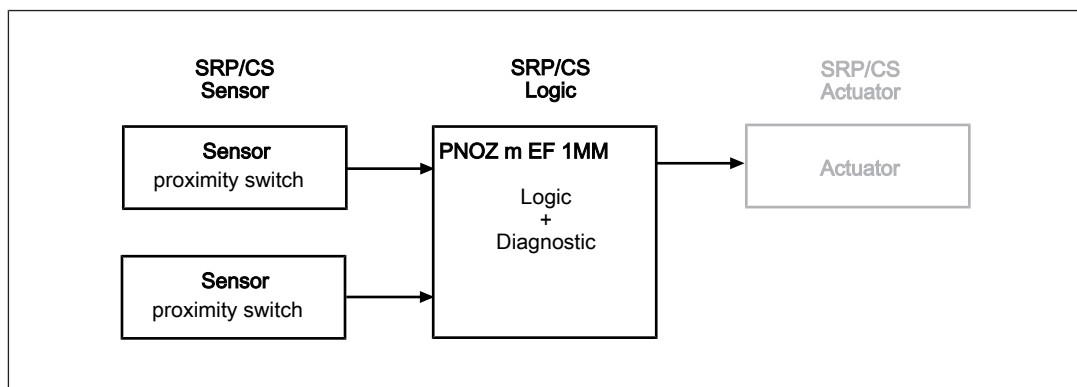 SRP/CS
Sensor
SRP/CS
Logic
SRP/CS
Actuator
Sensor
proximity switch
PNOZ m EF 1MM
Logic
+
Diagnostic
Actuator
Sensor
proximity switch